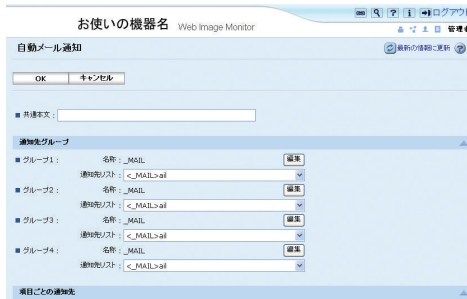 ログアウト
お使いの機器名 Web Image Monitor
管理者
自動メール通知
最新の情報に更新
OK キャンセル
■ 共通本文 :
通知先グループ
■ グループ1 : 名称 : _MAIL 編集
通知先リスト : <_MAIL>ail
■ グループ2 : 名称 : _MAIL 編集
通知先リスト : <_MAIL>ail
■ グループ3 : 名称 : _MAIL 編集
通知先リスト : <_MAIL>ail
■ グループ4 : 名称 : _MAIL 編集
通知先リスト : <_MAIL>ail
項目ごとの通知先